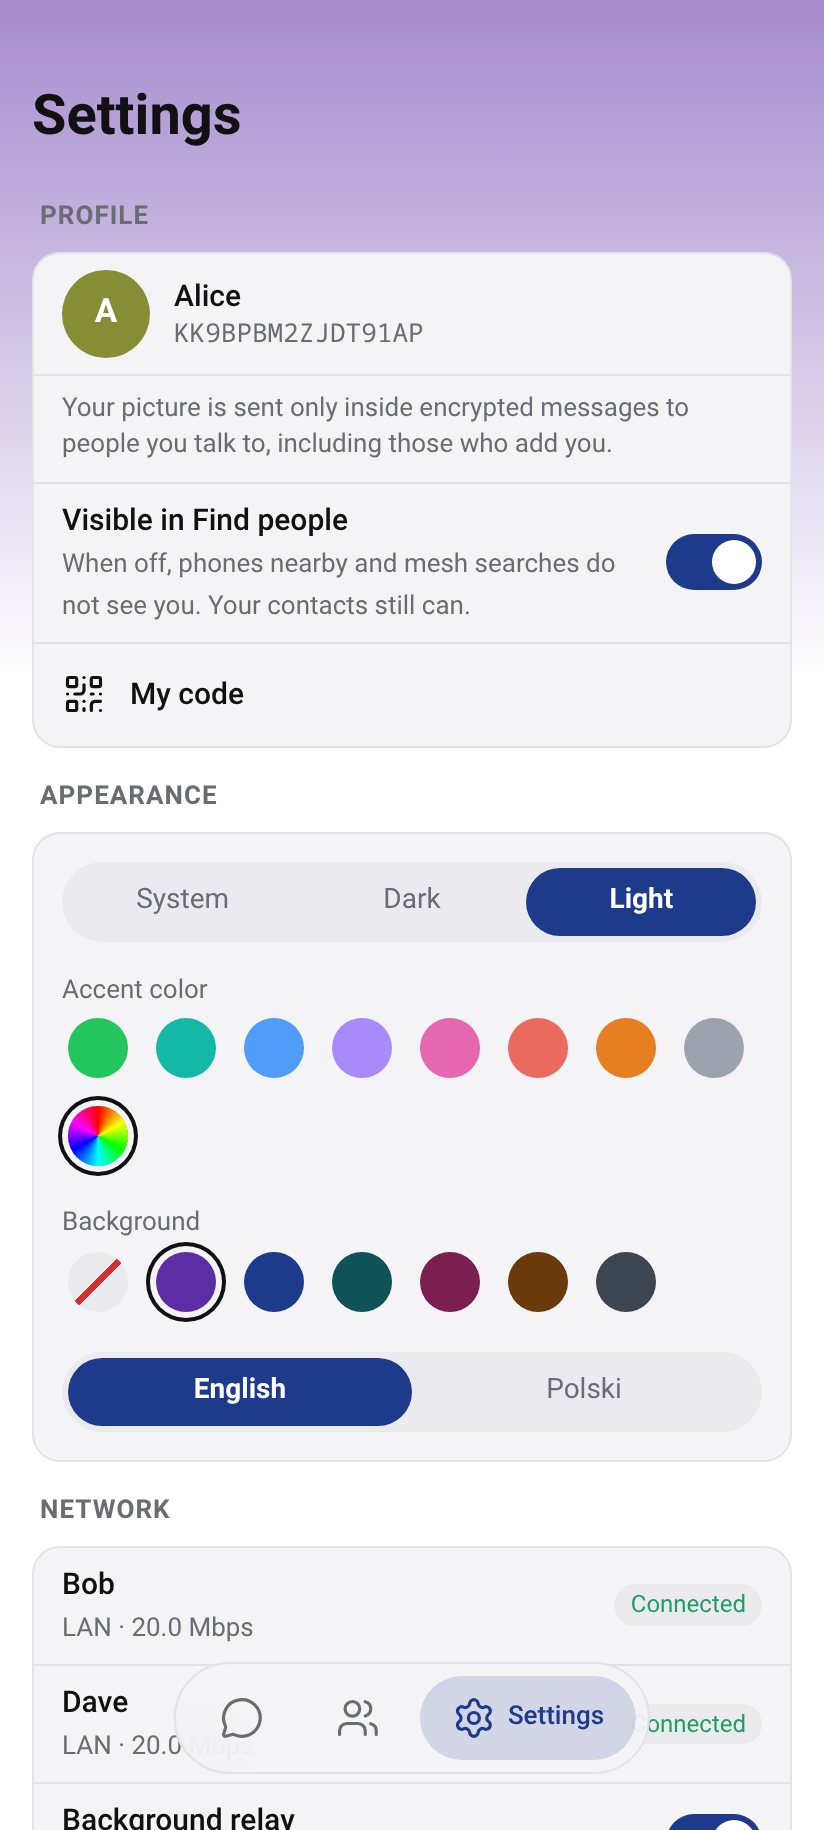 Settings
PROFILE
A
Alice
KK9BPBM2ZJDT91AP
Your picture is sent only inside encrypted messages to
people you talk to, including those who add you.
Visible in Find people
When off, phones nearby and mesh searches do
not see you. Your contacts still can.
My code
APPEARANCE
System Dark Light
Accent color
Background
English Polski
NETWORK
Bob
Connected
LAN · 20.0 Mbps
Dave
Connected
LAN · 20.0 Mbps
Settings
Background relay